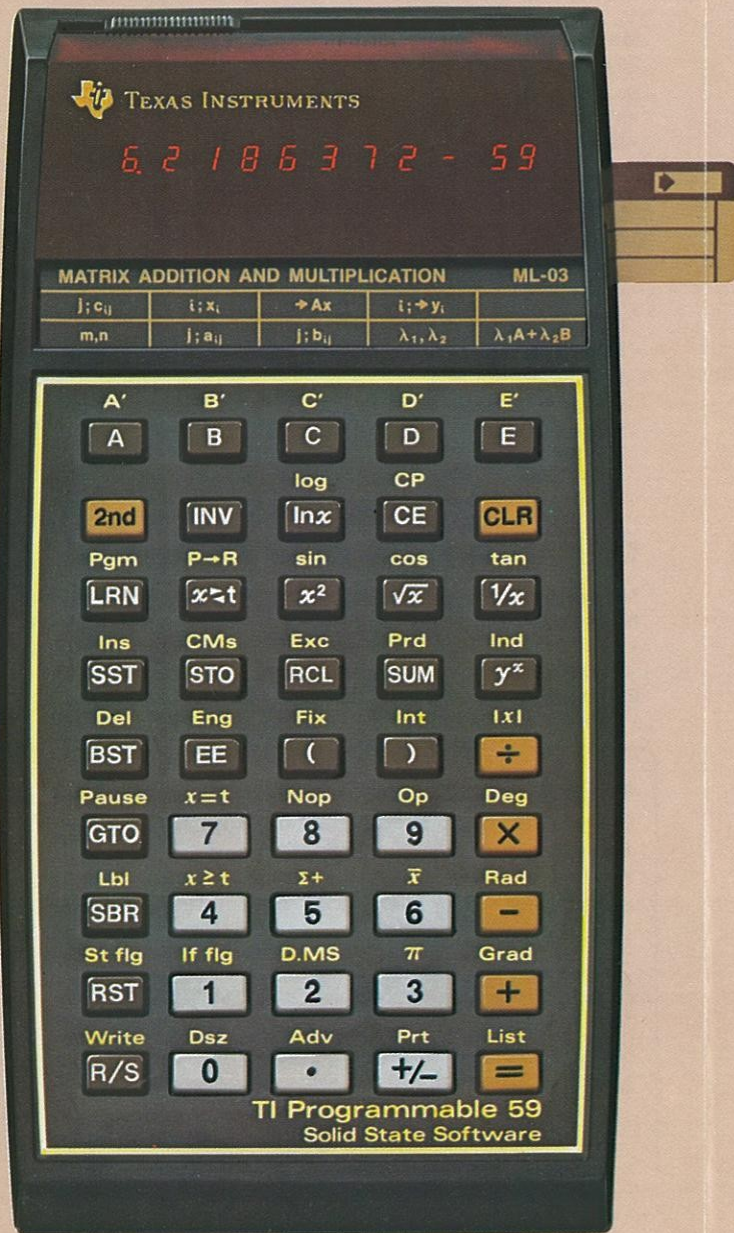 TEXAS INSTRUMENTS
6.2186372-59
MATRIX ADDITION AND MULTIPLICATION ML-03
j;cᵢⱼ i;xᵢ →Ax i;→yᵢ
m,n j;aᵢⱼ j;bᵢⱼ λ₁,λ₂ λ₁A+λ₂B
A′ B′ C′ D′ E′
A B C D E
log CP
2nd INV lnx CE CLR
Pgm P→R sin cos tan
LRN x⇄t x² √x 1/x
Ins CMs Exc Prd Ind
SST STO RCL SUM yˣ
Del Eng Fix Int |x|
BST EE ( ) ÷
Pause x=t Nop Op Deg
GTO 7 8 9 ×
Lbl x≥t Σ+ x̅ Rad
SBR 4 5 6 −
St flg If flg D.MS π Grad
RST 1 2 3 +
Write Dsz Adv Prt List
R/S 0 . +/− =
TI Programmable 59
Solid State Software